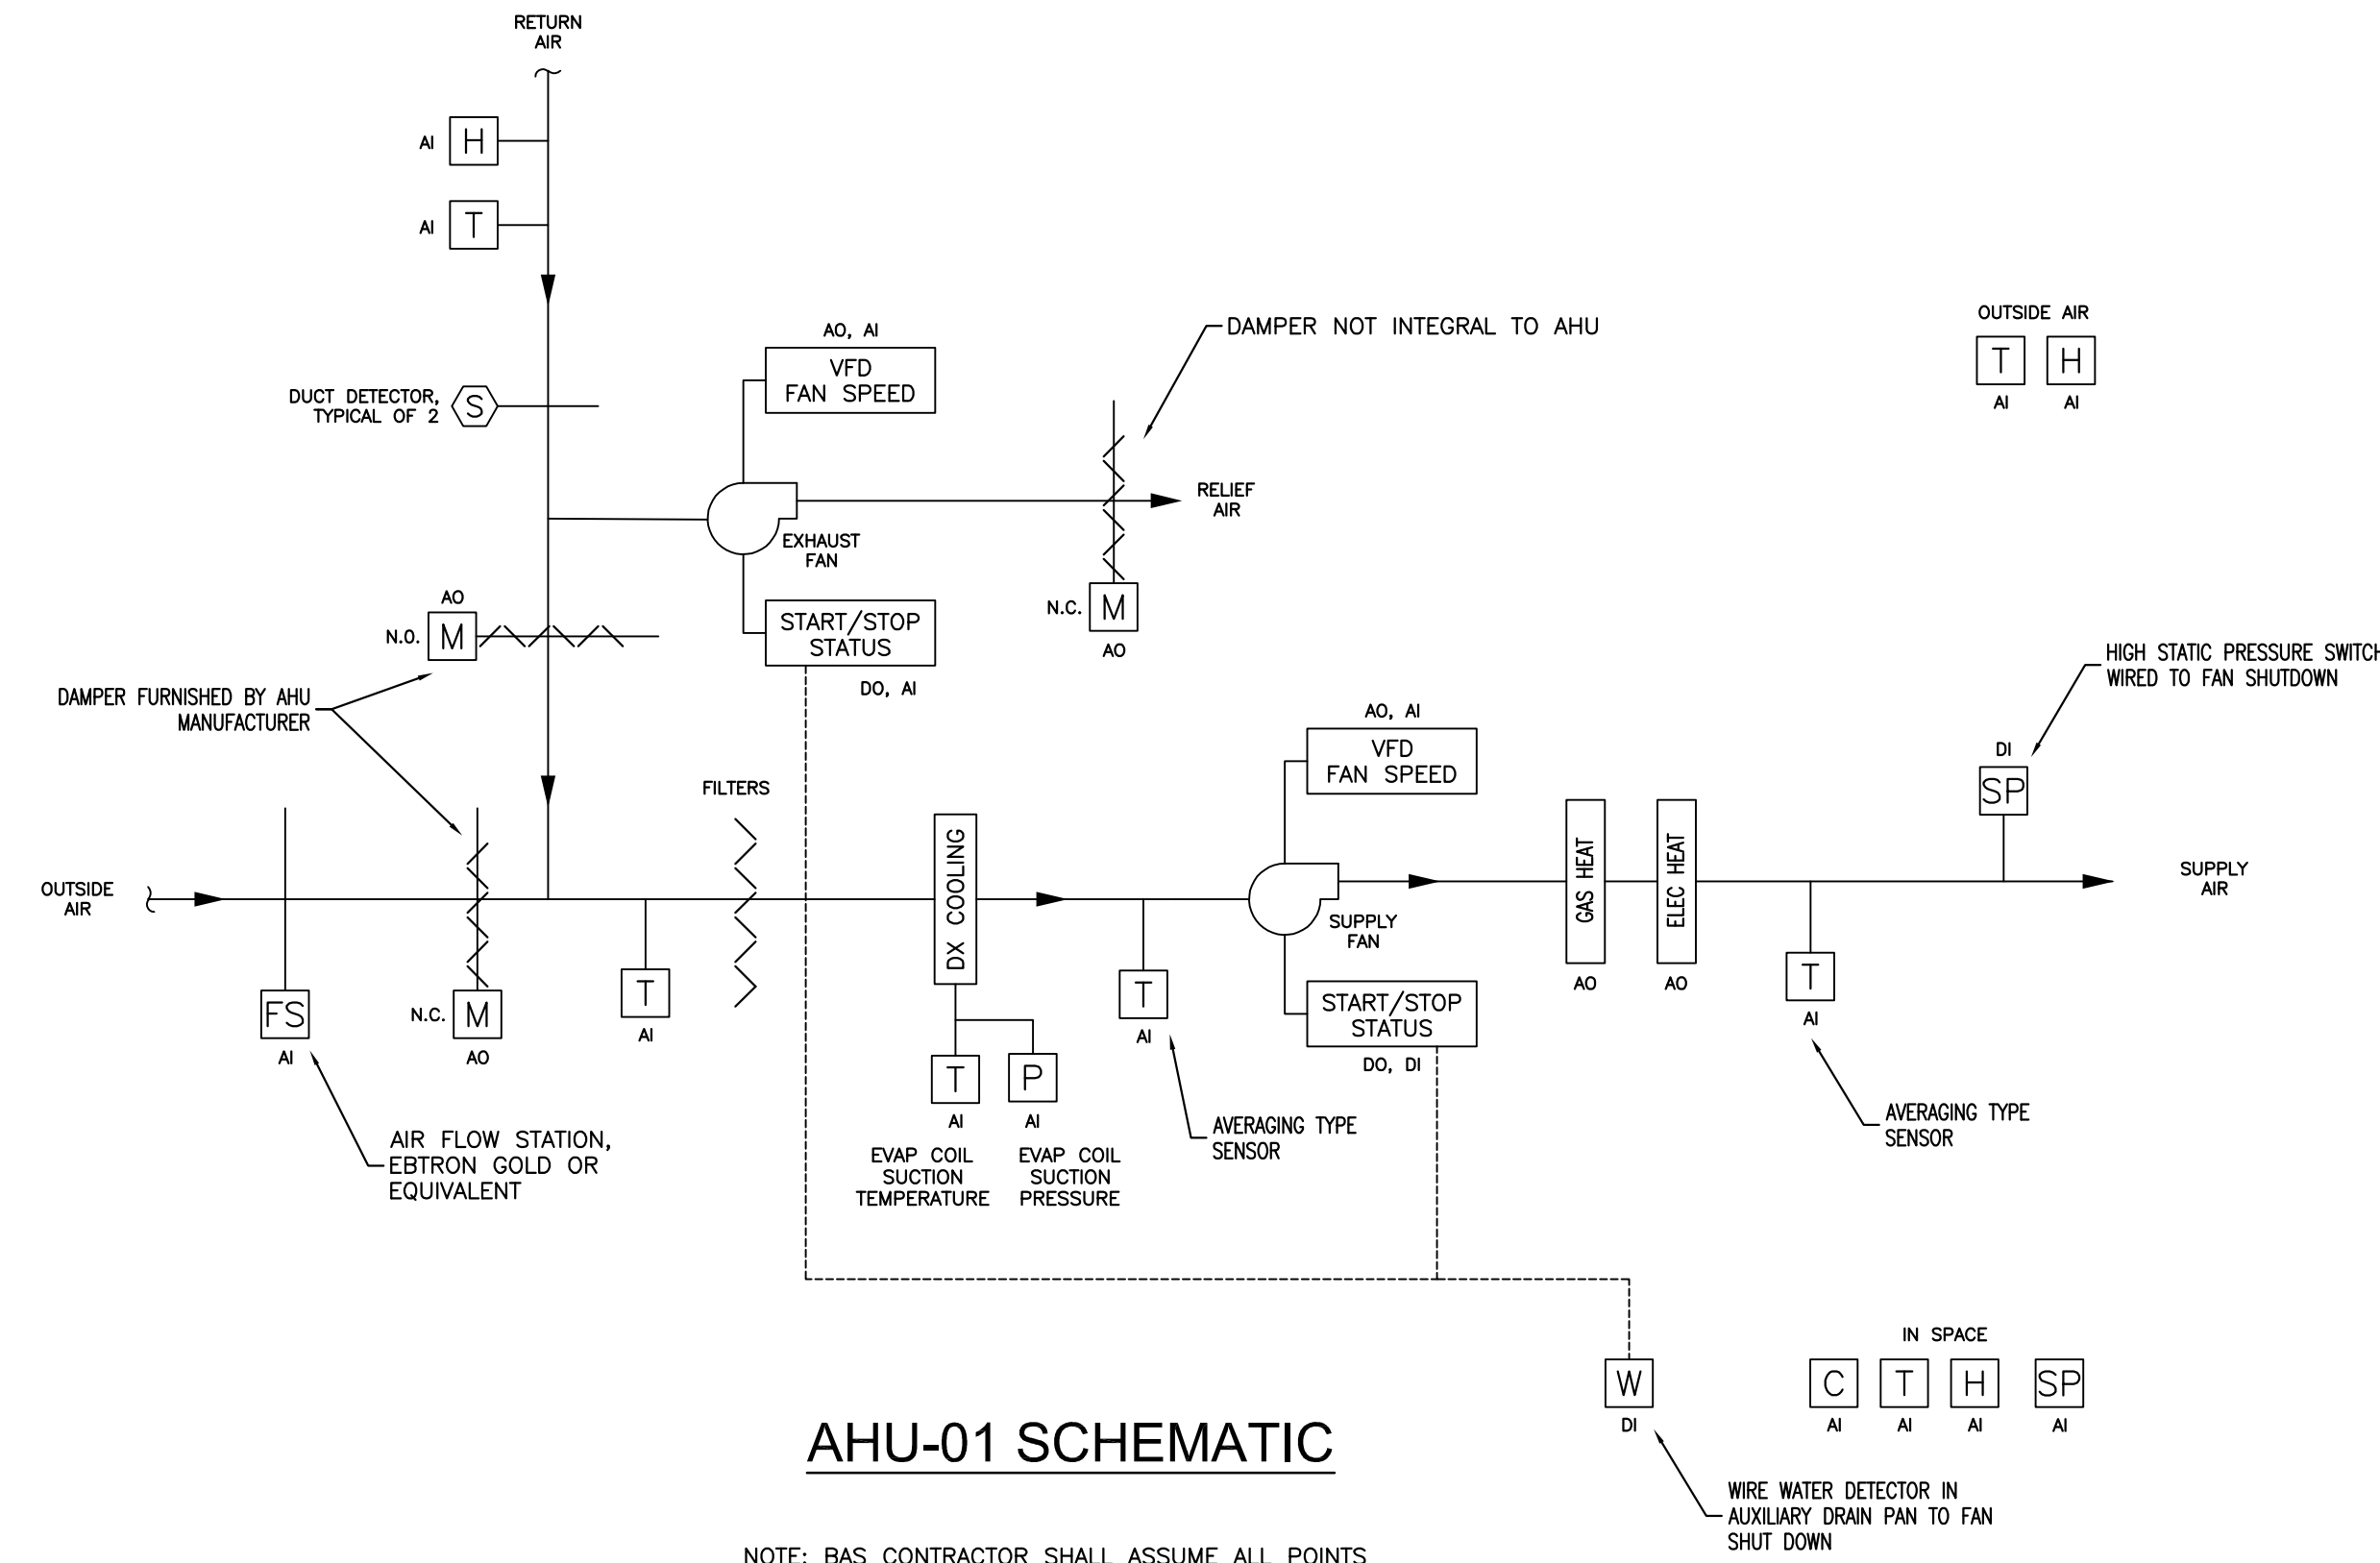 RETURN
AIR
AI
H
AI
T
DUCT DETECTOR,
TYPICAL OF 2
S
AO, AI
VFD
FAN SPEED
DAMPER NOT INTEGRAL TO AHU
OUTSIDE AIR
T
H
AI
AI
RELIEF
AIR
EXHAUST
FAN
START/STOP
STATUS
DO, AI
N.C.
M
AO
AO
N.O.
M
DAMPER FURNISHED BY AHU
MANUFACTURER
HIGH STATIC PRESSURE SWITCH
WIRED TO FAN SHUTDOWN
DI
SP
AO, AI
VFD
FAN SPEED
FILTERS
DX COOLING
GAS HEAT
AO
ELEC HEAT
AO
OUTSIDE
AIR
SUPPLY
AIR
SUPPLY
FAN
START/STOP
STATUS
DO, DI
FS
AI
N.C.
M
AO
T
AI
T
AI
T
AI
T
AI
EVAP COIL
SUCTION
TEMPERATURE
P
AI
EVAP COIL
SUCTION
PRESSURE
AIR FLOW STATION,
EBTRON GOLD OR
EQUIVALENT
AVERAGING TYPE
SENSOR
AVERAGING TYPE
SENSOR
IN SPACE
W
DI
C
T
H
SP
AI
AI
AI
AI
WIRE WATER DETECTOR IN
AUXILIARY DRAIN PAN TO FAN
SHUT DOWN
AHU-01 SCHEMATIC
NOTE: BAS CONTRACTOR SHALL ASSUME ALL POINTS